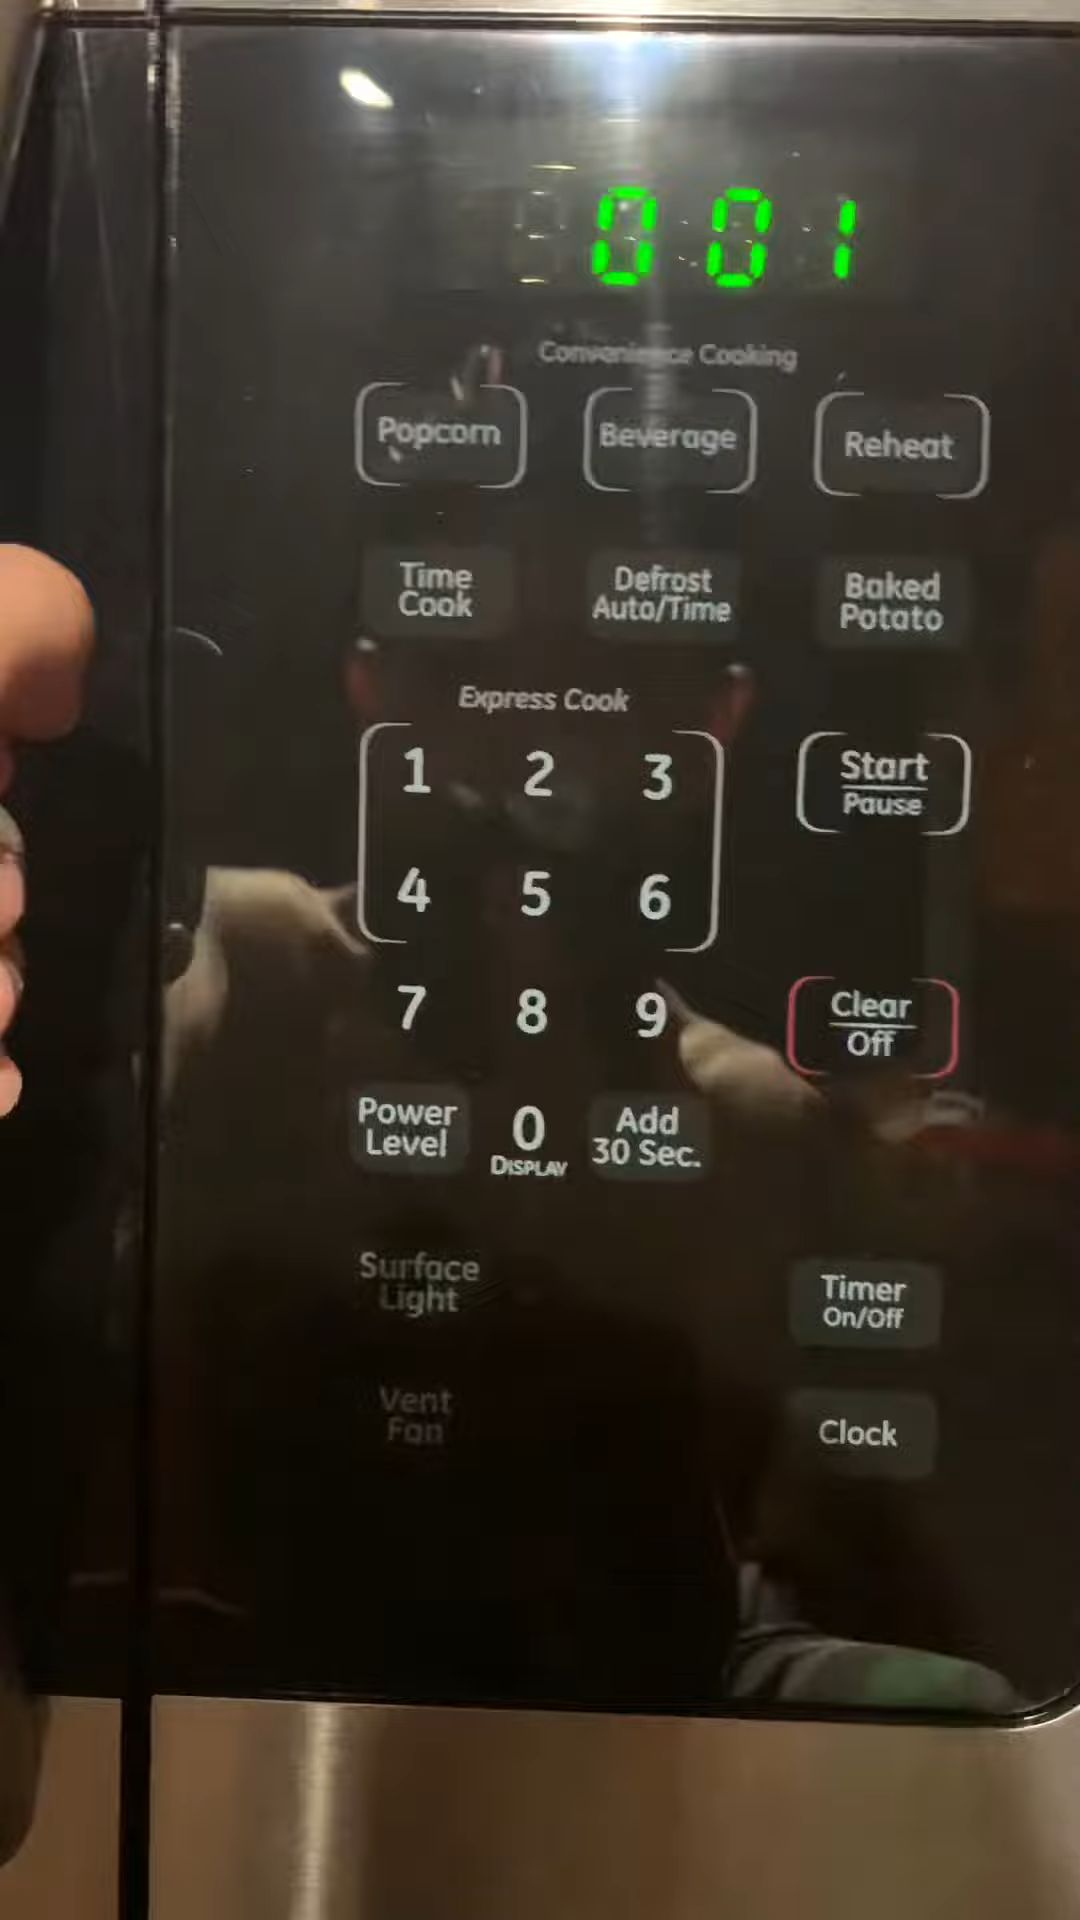 001
Convenience Cooking
Popcorn Beverage Reheat
Time Cook Defrost Auto/Time Baked Potato
Express Cook
1 2 3 Start
Pause
4 5 6
7 8 9 Clear
Off
Power Level 0 DISPLAY Add 30 Sec.
Surface Light Timer On/Off
Vent Fan Clock